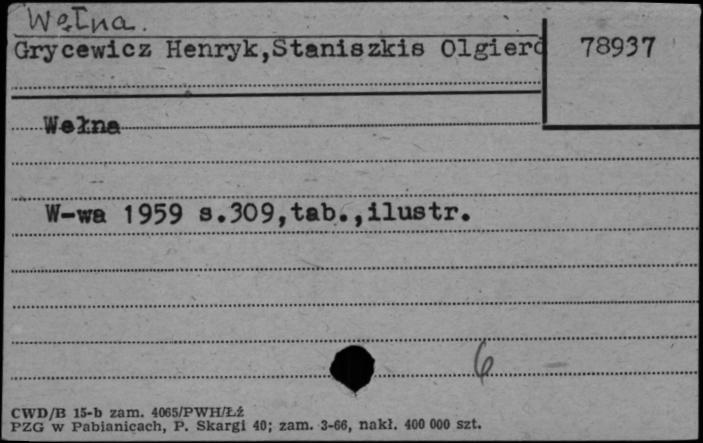 Wełna.
Grycewicz Henryk,Staniszkis Olgierd
78937
Wełna
W-wa 1959 s.309,tab.,ilustr.
6
CWD/B 15-b zam. 4065/PWH/Łź
PZG w Pabianicach, P. Skargi 40; zam. 3-66, nakł. 400 000 szt.